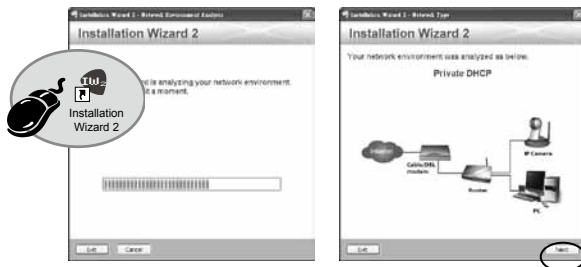 Installation Wizard 2 - Network Environment Analysis
Installation Wizard 2
is analyzing your network environment.
a moment.
IW2
Installation
Wizard 2
Exit
Cancel
Installation Wizard 2 - Network Type
Installation Wizard 2
Your network environment was analyzed as below.
Private DHCP
Internet
Cable/DSL
modem
IP Camera
Router
PC
Exit
Next